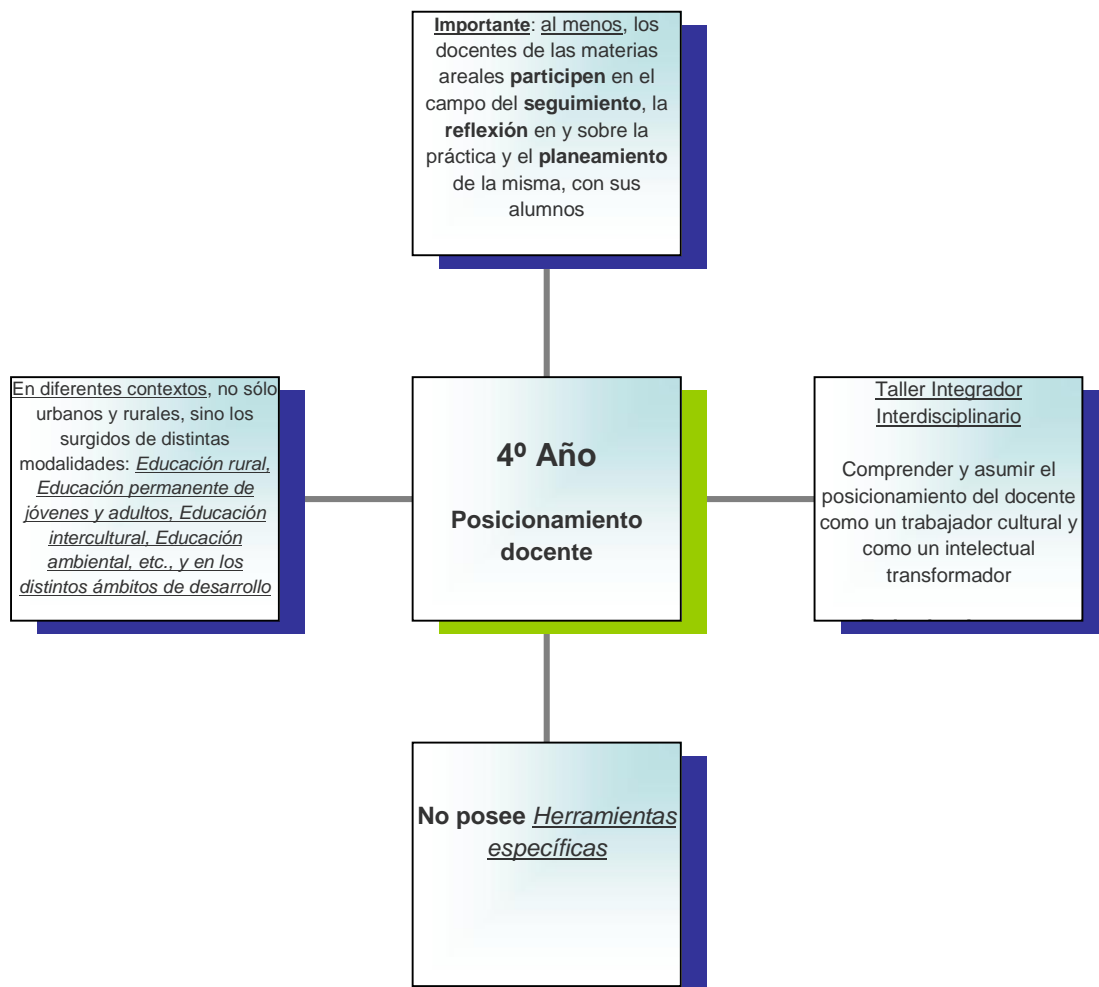 Importante: al menos, los
docentes de las materias
areales participen en el
campo del seguimiento, la
reflexión en y sobre la
práctica y el planeamiento
de la misma, con sus
alumnos
En diferentes contextos, no sólo
urbanos y rurales, sino los
surgidos de distintas
modalidades: Educación rural,
Educación permanente de
jóvenes y adultos, Educación
intercultural, Educación
ambiental, etc., y en los
distintos ámbitos de desarrollo
4º Año
Posicionamiento
docente
Taller Integrador
Interdisciplinario
Comprender y asumir el
posicionamiento del docente
como un trabajador cultural y
como un intelectual
transformador
No posee Herramientas
específicas